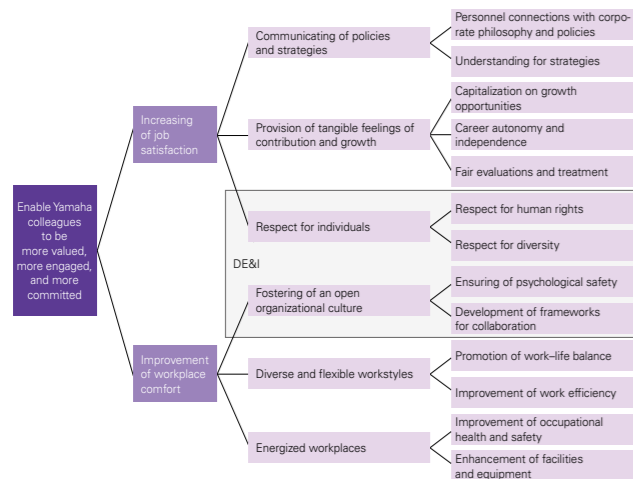 Enable Yamaha
colleagues
to be
more valued,
more engaged,
and more
committed
Increasing
of job
satisfaction
Improvement
of workplace
comfort
Communicating of policies
and strategies
Provision of tangible feelings of
contribution and growth
Respect for individuals
DE&I
Fostering of an open
organizational culture
Diverse and flexible workstyles
Energized workplaces
Personnel connections with corpo-
rate philosophy and policies
Understanding for strategies
Capitalization on growth
opportunities
Career autonomy and
independence
Fair evaluations and treatment
Respect for human rights
Respect for diversity
Ensuring of psychological safety
Development of frameworks
for collaboration
Promotion of work–life balance
Improvement of work efficiency
Improvement of occupational
health and safety
Enhancement of facilities
and equipment